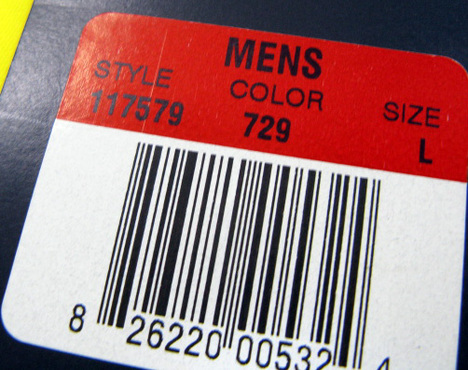 MENS
STYLE COLOR SIZE
117579 729 L
8 26220 00532 4